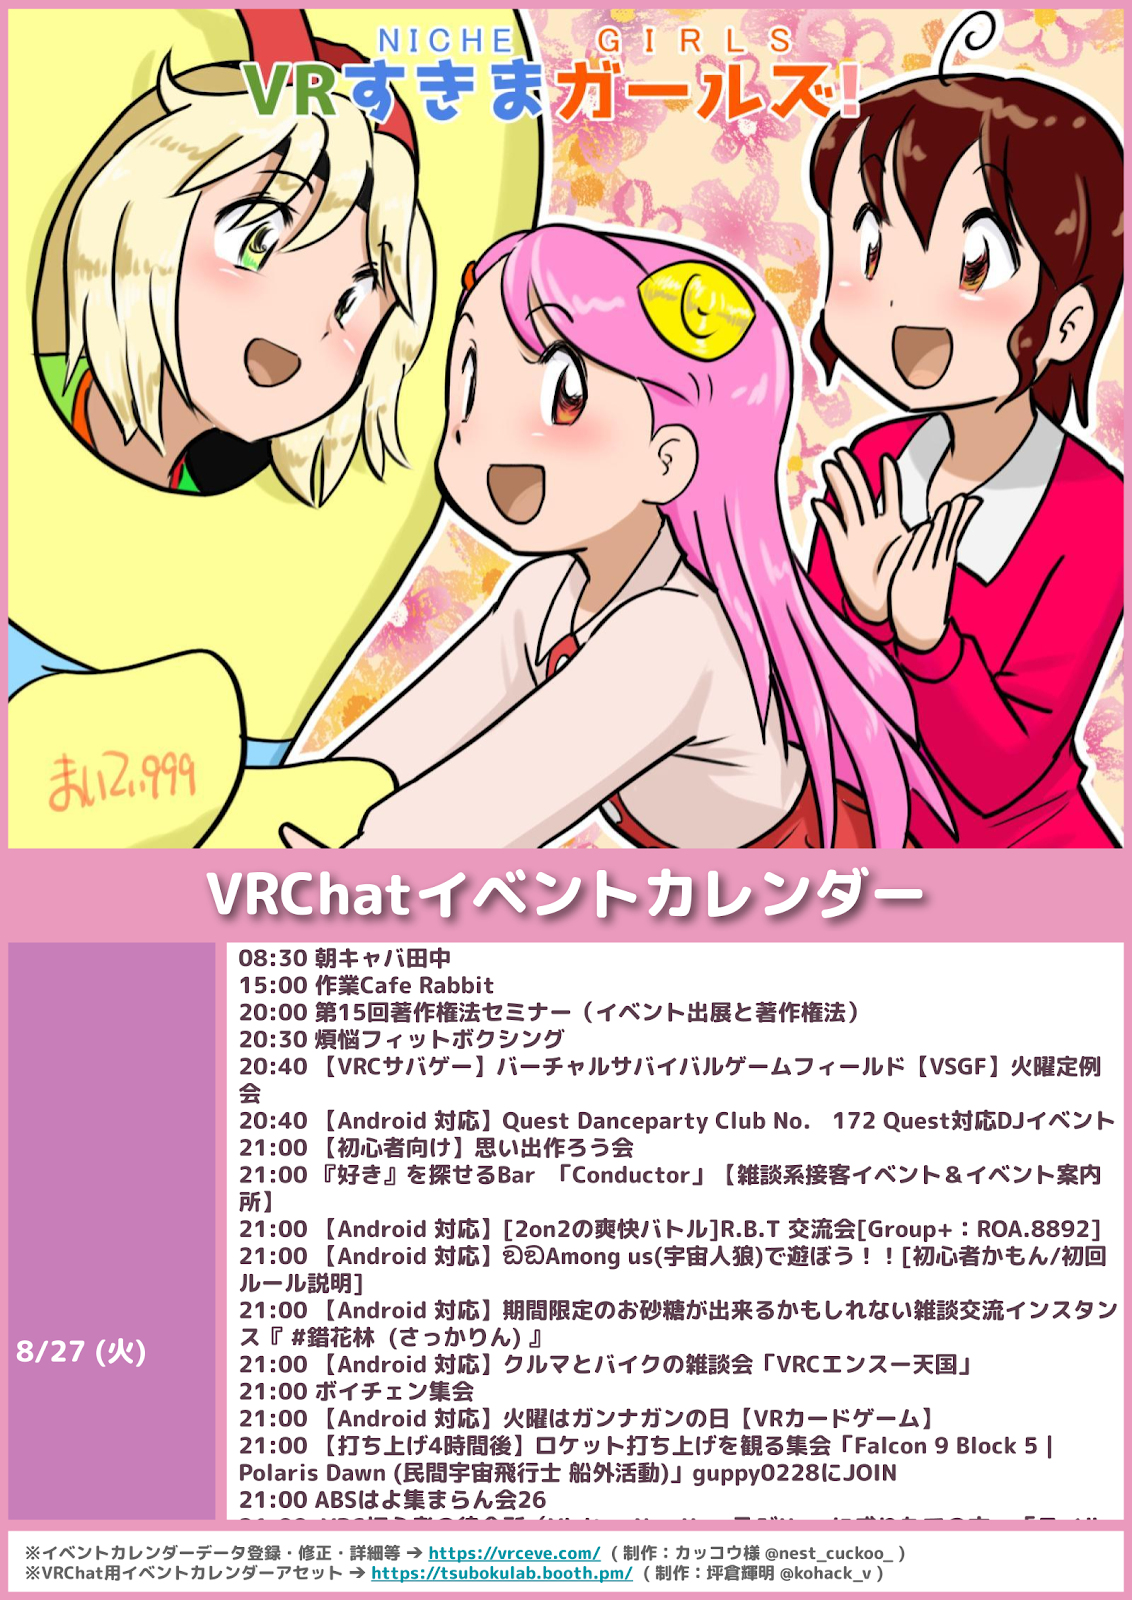 NICHE GIRLS
VRすきまガールズ!
VRChatイベントカレンダー
8/27 (火)
08:30 朝キャバ田中
15:00 作業Cafe Rabbit
20:00 第15回著作権法セミナー（イベント出展と著作権法）
20:30 煩悩フィットボクシング
20:40 【VRCサバゲー】バーチャルサバイバルゲームフィールド【VSGF】火曜定例
会
20:40 【Android 対応】Quest Danceparty Club No. 172 Quest対応DJイベント
21:00 【初心者向け】思い出作ろう会
21:00 『好き』を探せるBar 「Conductor」【雑談系接客イベント＆イベント案内
所】
21:00 【Android 対応】[2on2の爽快バトル]R.B.T 交流会[Group+：ROA.8892]
21:00 【Android 対応】ඞඞAmong us(宇宙人狼)で遊ぼう！！[初心者かもん/初回
ルール説明]
21:00 【Android 対応】期間限定のお砂糖が出来るかもしれない雑談交流インスタン
ス『 #錯花林 (さっかりん) 』
21:00 【Android 対応】クルマとバイクの雑談会「VRCエンスー天国」
21:00 ボイチェン集会
21:00 【Android 対応】火曜はガンナガンの日【VRカードゲーム】
21:00 【打ち上げ4時間後】ロケット打ち上げを観る集会「Falcon 9 Block 5 |
Polaris Dawn (民間宇宙飛行士 船外活動)」guppy0228にJOIN
21:00 ABSはよ集まらん会26
※イベントカレンダーデータ登録・修正・詳細等 ➔ https://vrceve.com/ ( 制作：カッコウ様 @nest_cuckoo_ )
※VRChat用イベントカレンダーアセット ➔ https://tsubokulab.booth.pm/ ( 制作：坪倉輝明 @kohack_v )